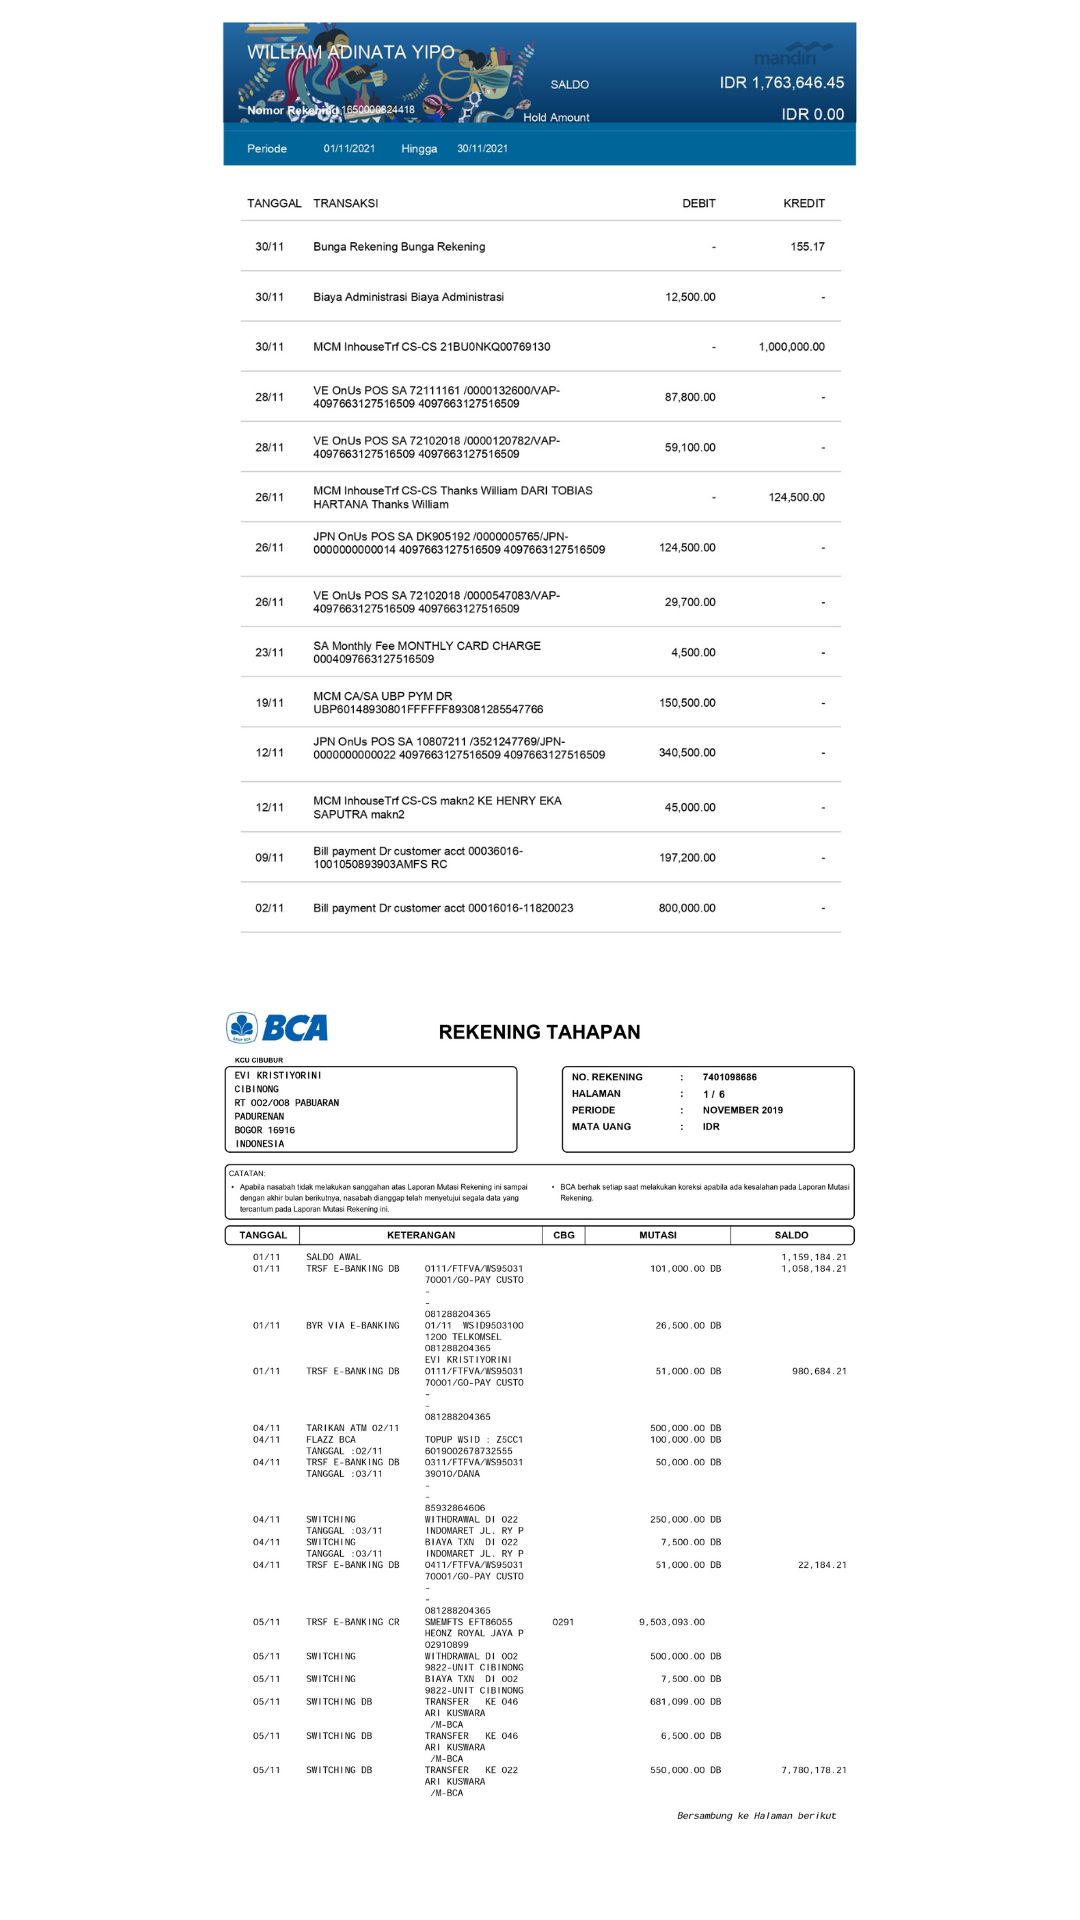 WILLIAM ADINATA YIPO
mandiri
SALDO IDR 1,763,646.45
Nomor Rekening 1650000824418
Hold Amount IDR 0.00
Periode 01/11/2021 Hingga 30/11/2021
TANGGAL TRANSAKSI DEBIT KREDIT
30/11 Bunga Rekening Bunga Rekening - 155.17
30/11 Biaya Administrasi Biaya Administrasi 12,500.00 -
30/11 MCM InhouseTrf CS-CS 21BU0NKQ00769130 - 1,000,000.00
28/11 VE OnUs POS SA 72111161 /0000132600/VAP-
4097663127516509 4097663127516509 87,800.00 -
28/11 VE OnUs POS SA 72102018 /0000120782/VAP-
4097663127516509 4097663127516509 59,100.00 -
26/11 MCM InhouseTrf CS-CS Thanks William DARI TOBIAS
HARTANA Thanks William - 124,500.00
26/11 JPN OnUs POS SA DK905192 /0000005765/JPN-
0000000000014 4097663127516509 4097663127516509 124,500.00 -
26/11 VE OnUs POS SA 72102018 /0000547083/VAP-
4097663127516509 4097663127516509 29,700.00 -
23/11 SA Monthly Fee MONTHLY CARD CHARGE
0004097663127516509 4,500.00 -
19/11 MCM CA/SA UBP PYM DR
UBP60148930801FFFFFF893081285547766 150,500.00 -
12/11 JPN OnUs POS SA 10807211 /3521247769/JPN-
0000000000022 4097663127516509 4097663127516509 340,500.00 -
12/11 MCM InhouseTrf CS-CS makn2 KE HENRY EKA
SAPUTRA makn2 45,000.00 -
09/11 Bill payment Dr customer acct 00036016-
1001050893903AMFS RC 197,200.00 -
02/11 Bill payment Dr customer acct 00016016-11820023 800,000.00 -
BCA
REKENING TAHAPAN
KCU CIBUBUR
EVI KRISTIYORINI
CIBINONG
RT 002/008 PABUARAN
PADURENAN
BOGOR 16916
INDONESIA
NO. REKENING : 7401098686
HALAMAN : 1 / 6
PERIODE : NOVEMBER 2019
MATA UANG : IDR
CATATAN:
• Apabila nasabah tidak melakukan sanggahan atas Laporan Mutasi Rekening ini sampai
dengan akhir bulan berikutnya, nasabah dianggap telah menyetujui segala data yang
tercantum pada Laporan Mutasi Rekening ini.
• BCA berhak setiap saat melakukan koreksi apabila ada kesalahan pada Laporan Mutasi
Rekening.
TANGGAL KETERANGAN CBG MUTASI SALDO
01/11 SALDO AWAL 1,159,184.21
01/11 TRSF E-BANKING DB 0111/FTFVA/WS95031 101,000.00 DB 1,058,184.21
70001/GO-PAY CUSTO
-
-
081288204365
01/11 BYR VIA E-BANKING 01/11 WSID9503100 26,500.00 DB
1200 TELKOMSEL
081288204365
EVI KRISTIYORINI
01/11 TRSF E-BANKING DB 0111/FTFVA/WS95031 51,000.00 DB 980,684.21
70001/GO-PAY CUSTO
-
-
081288204365
04/11 TARIKAN ATM 02/11 500,000.00 DB
04/11 FLAZZ BCA TOPUP WSID : Z5CC1 100,000.00 DB
TANGGAL :02/11 6019002678732555
04/11 TRSF E-BANKING DB 0311/FTFVA/WS95031 50,000.00 DB
TANGGAL :03/11 39010/DANA
-
-
85932864606
04/11 SWITCHING WITHDRAWAL DI 022 250,000.00 DB
TANGGAL :03/11 INDOMARET JL. RY P
04/11 SWITCHING BIAYA TXN DI 022 7,500.00 DB
TANGGAL :03/11 INDOMARET JL. RY P
04/11 TRSF E-BANKING DB 0411/FTFVA/WS95031 51,000.00 DB 22,184.21
70001/GO-PAY CUSTO
-
-
081288204365
05/11 TRSF E-BANKING CR SMEMFTS EFT86055 0291 9,503,093.00
HEONZ ROYAL JAYA P
02910899
05/11 SWITCHING WITHDRAWAL DI 002 500,000.00 DB
9822-UNIT CIBINONG
05/11 SWITCHING BIAYA TXN DI 002 7,500.00 DB
9822-UNIT CIBINONG
05/11 SWITCHING DB TRANSFER KE 046 681,099.00 DB
ARI KUSWARA
/M-BCA
05/11 SWITCHING DB TRANSFER KE 046 6,500.00 DB
ARI KUSWARA
/M-BCA
05/11 SWITCHING DB TRANSFER KE 022 550,000.00 DB 7,780,178.21
ARI KUSWARA
/M-BCA
Bersambung ke Halaman berikut